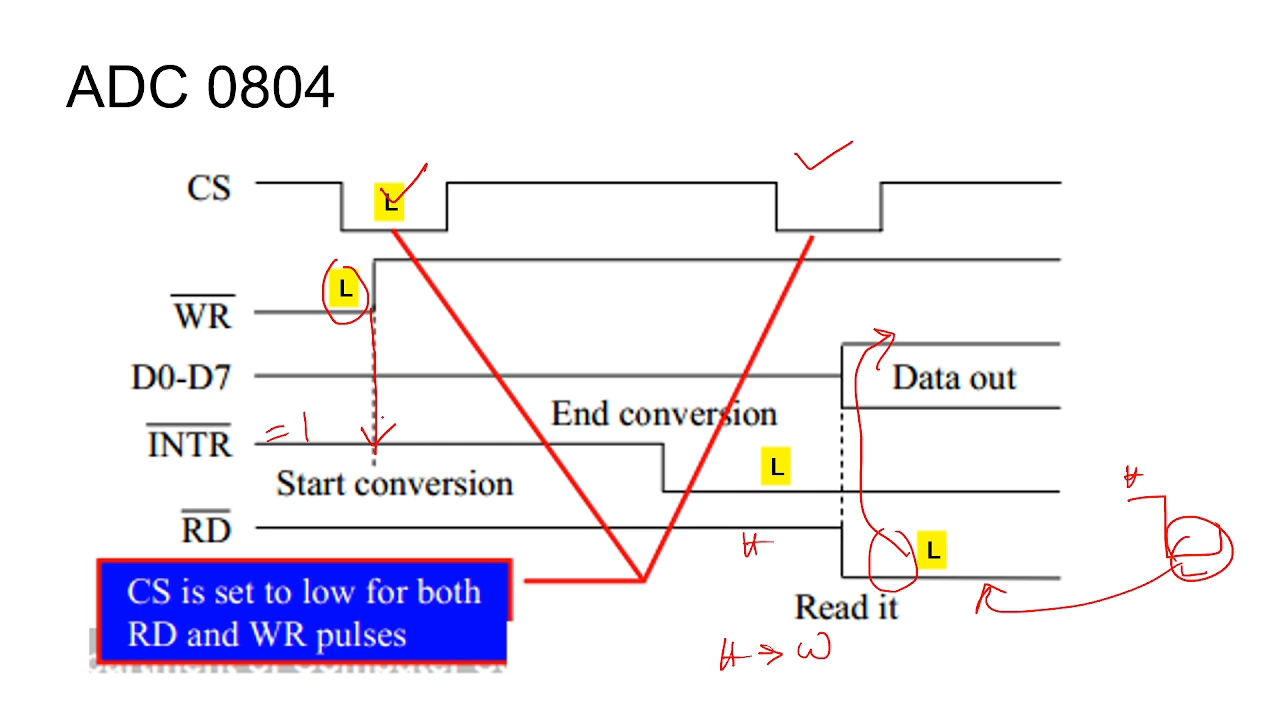 ADC 0804
CS
L
L
WR
D0-D7
Data out
End conversion
INTR
= 1
L
Start conversion
RD
H
L
H
L
CS is set to low for both
RD and WR pulses
Read it